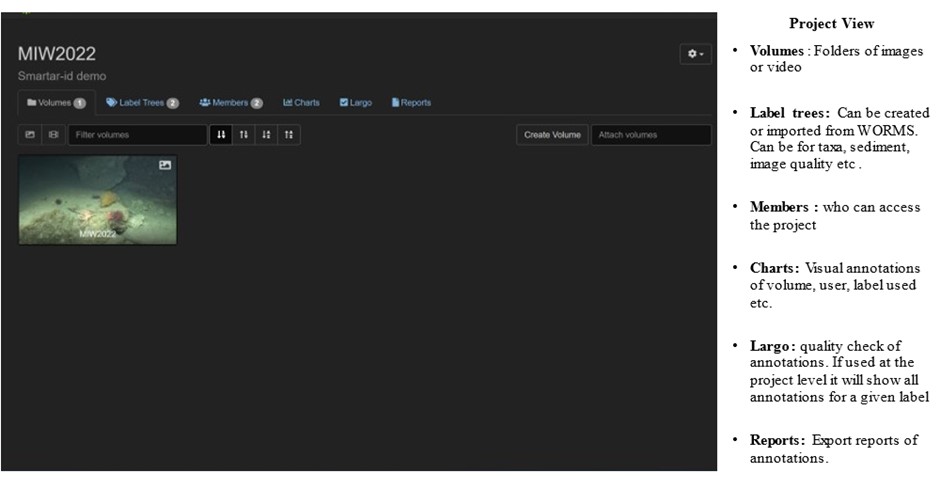 MIW2022
Smartar-id demo
Volumes 1 Label Trees 2 Members 2 Charts Largo Reports
Filter volumes
Create Volume
Attach volumes
MIW2022
Project View
• Volumes : Folders of images
or video
• Label trees: Can be created
or imported from WORMS.
Can be for taxa, sediment,
image quality etc .
• Members : who can access
the project
• Charts: Visual annotations
of volume, user, label used
etc.
• Largo: quality check of
annotations. If used at the
project level it will show all
annotations for a given label
• Reports: Export reports of
annotations.